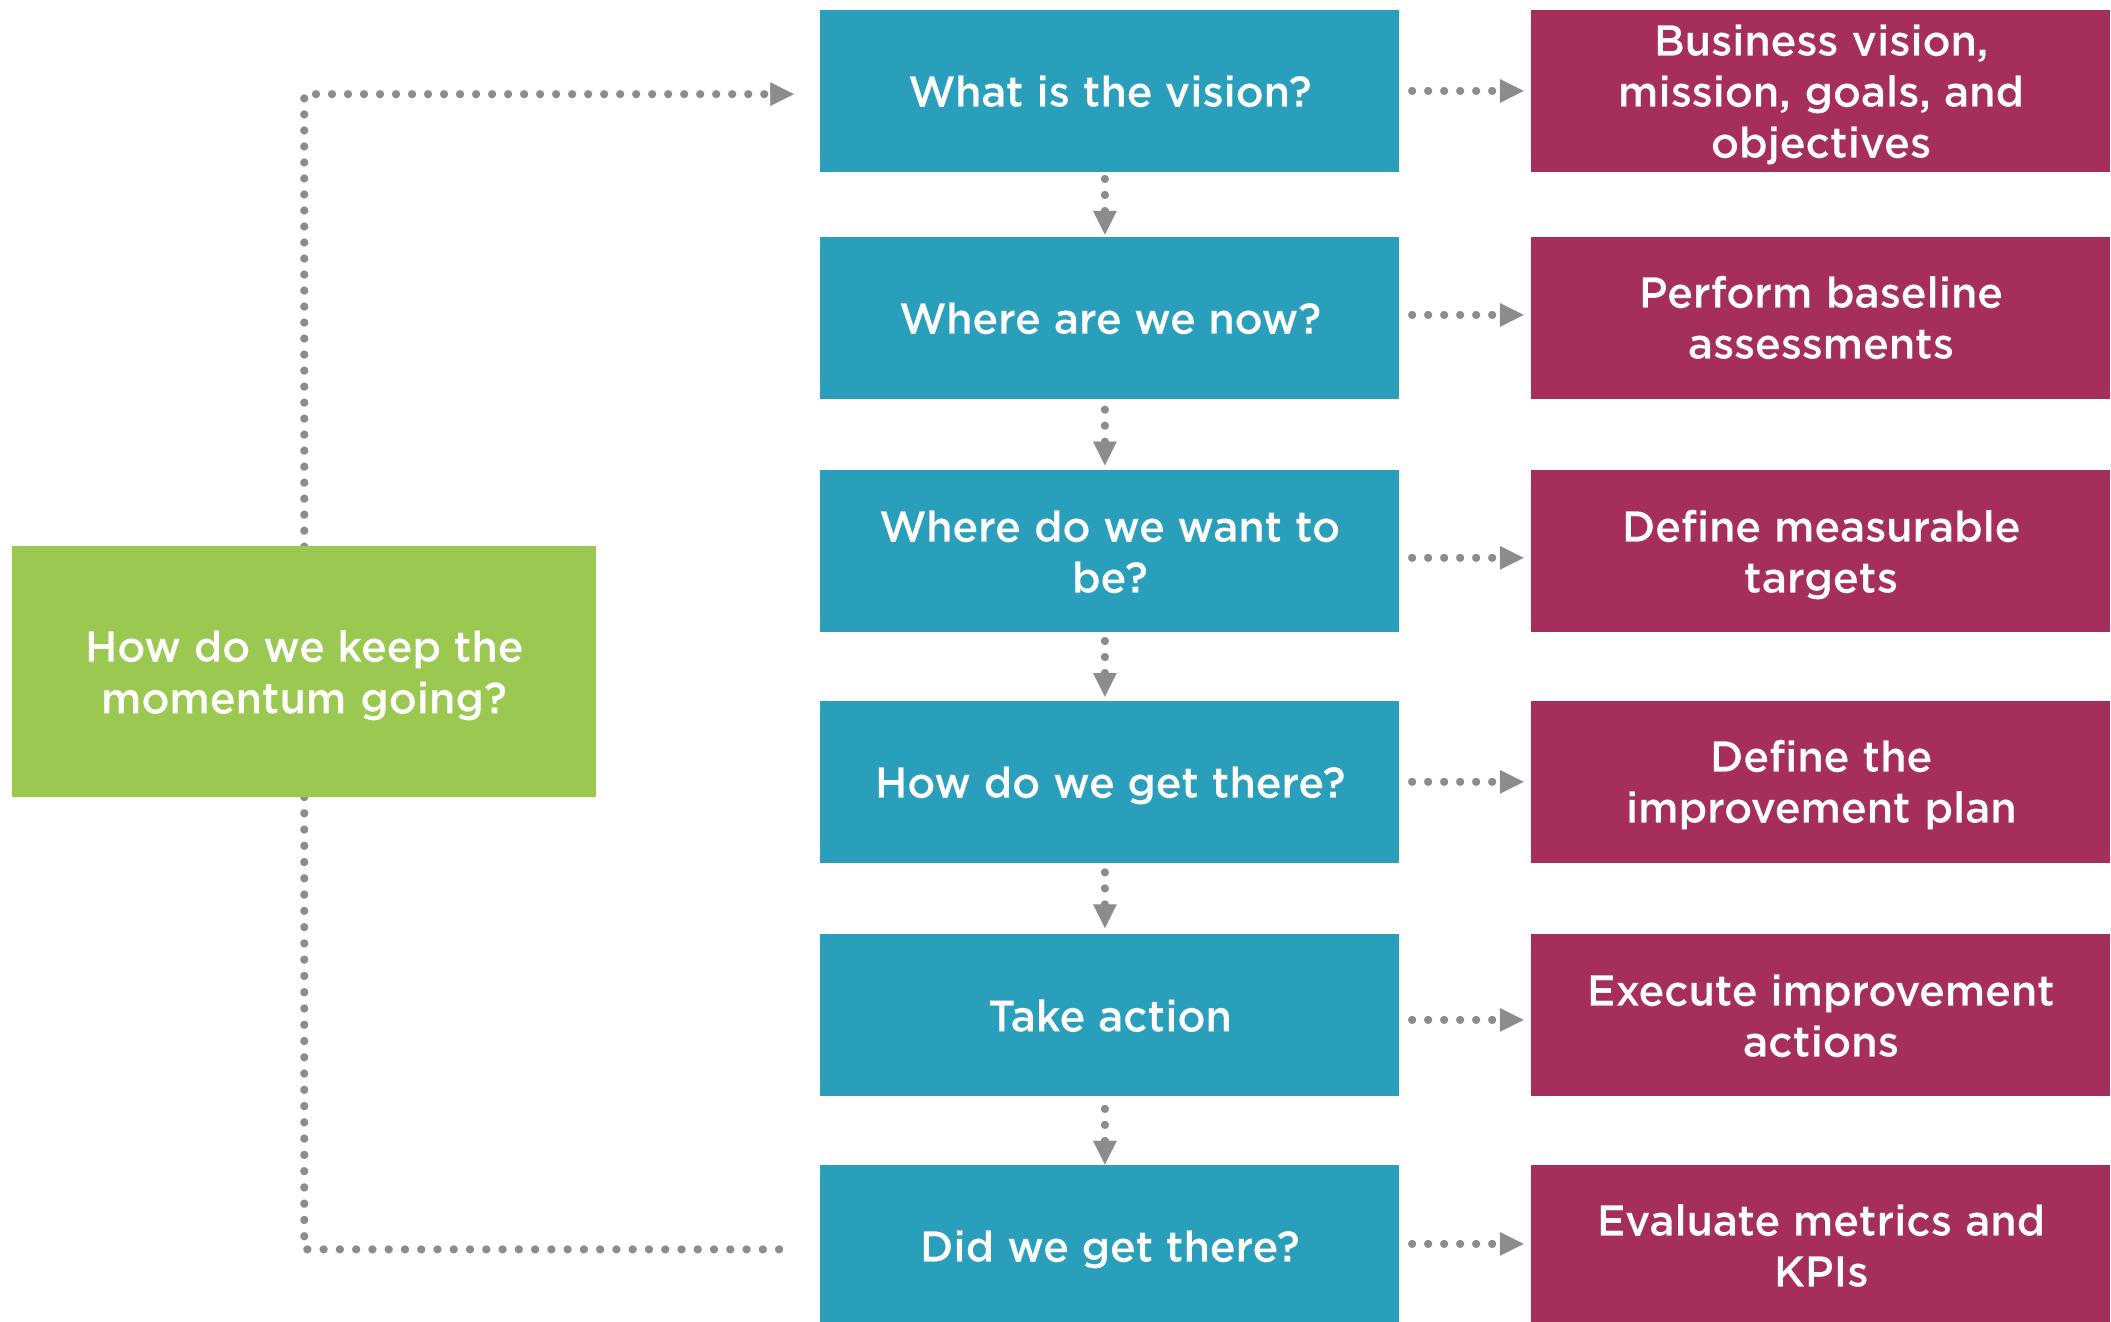 What is the vision?
Business vision,
mission, goals, and
objectives
Where are we now?
Perform baseline
assessments
Where do we want to
be?
Define measurable
targets
How do we keep the
momentum going?
How do we get there?
Define the
improvement plan
Take action
Execute improvement
actions
Did we get there?
Evaluate metrics and
KPIs